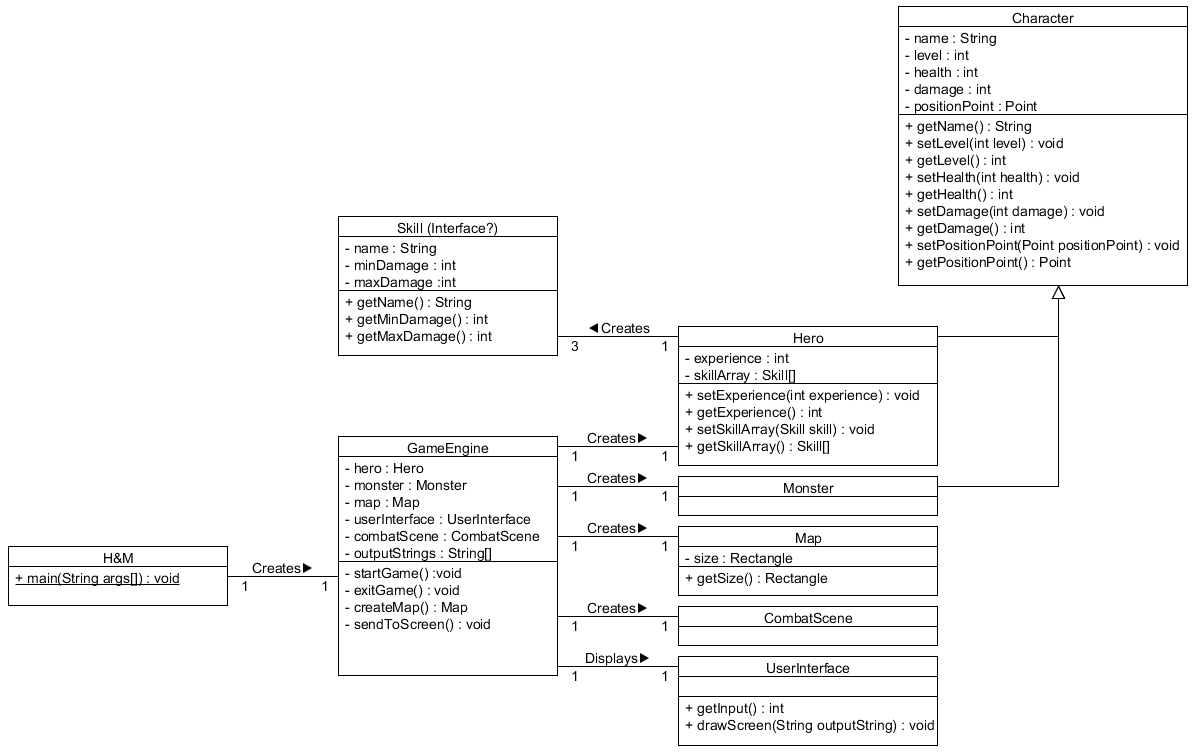 Character
- name : String
- level : int
- health : int
- damage : int
- positionPoint : Point
+ getName() : String
+ setLevel(int level) : void
+ getLevel() : int
+ setHealth(int health) : void
+ getHealth() : int
+ setDamage(int damage) : void
+ getDamage() : int
+ setPositionPoint(Point positionPoint) : void
+ getPositionPoint() : Point
Skill (Interface?)
- name : String
- minDamage : int
- maxDamage :int
+ getName() : String
+ getMinDamage() : int
+ getMaxDamage() : int
◀ Creates
3 1
Hero
- experience : int
- skillArray : Skill[]
+ setExperience(int experience) : void
+ getExperience() : int
+ setSkillArray(Skill skill) : void
+ getSkillArray() : Skill[]
GameEngine
- hero : Hero
- monster : Monster
- map : Map
- userInterface : UserInterface
- combatScene : CombatScene
- outputStrings : String[]
- startGame() :void
- exitGame() : void
- createMap() : Map
- sendToScreen() : void
Creates▶
1 1
Creates▶
1 1
Monster
Creates▶
1 1
Map
- size : Rectangle
+ getSize() : Rectangle
H&M
+ main(String args[]) : void
Creates▶
1 1
Creates▶
1 1
CombatScene
Displays▶
1 1
UserInterface
+ getInput() : int
+ drawScreen(String outputString) : void